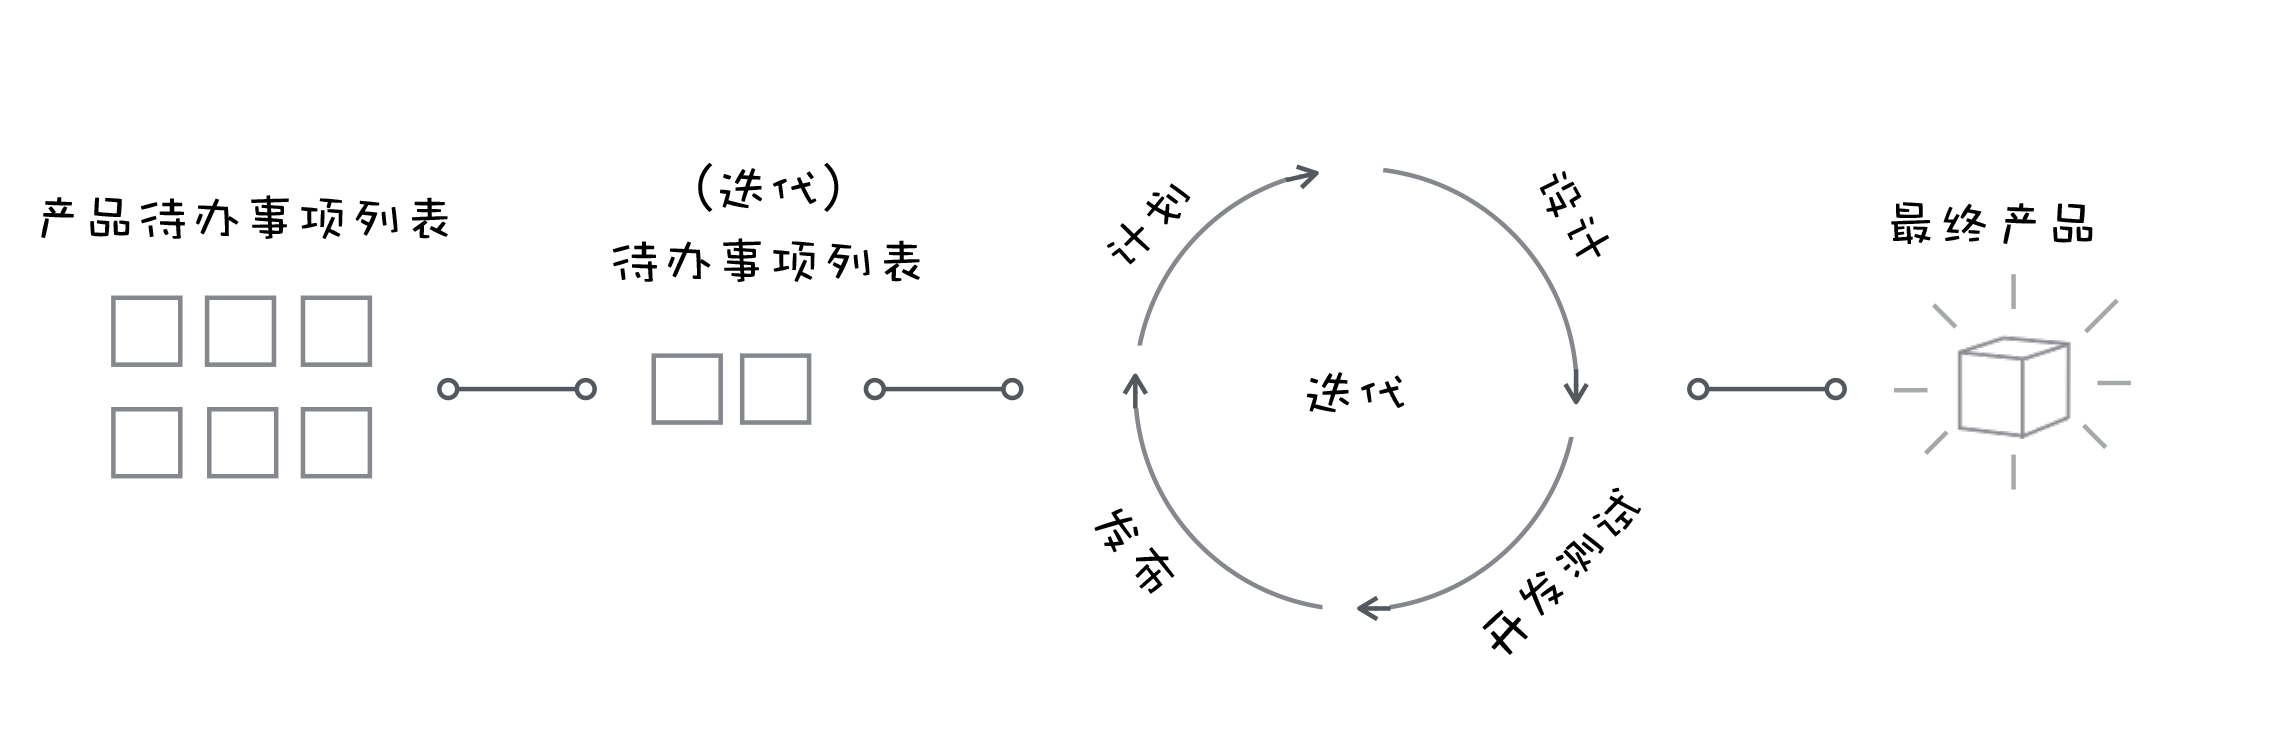 产品待办事项列表
(迭代)
待办事项列表
计划
设计
迭代
开发测试
发布
最终产品